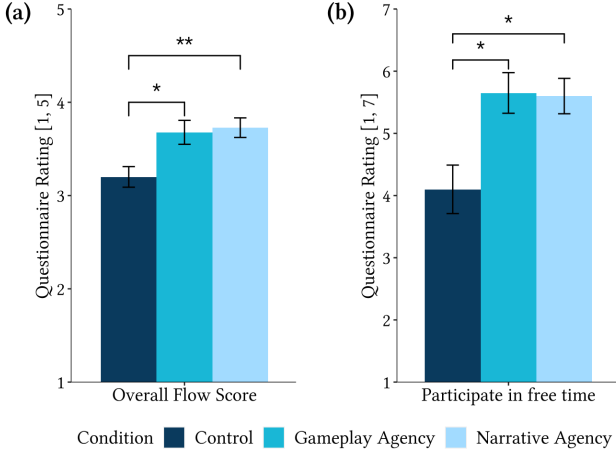 (a)
Questionnaire Rating [1, 5]
5
4
3
2
1
**
*
Overall Flow Score
(b)
Questionnaire Rating [1, 7]
7
6
5
4
3
2
1
*
*
Participate in free time
Condition Control Gameplay Agency Narrative Agency